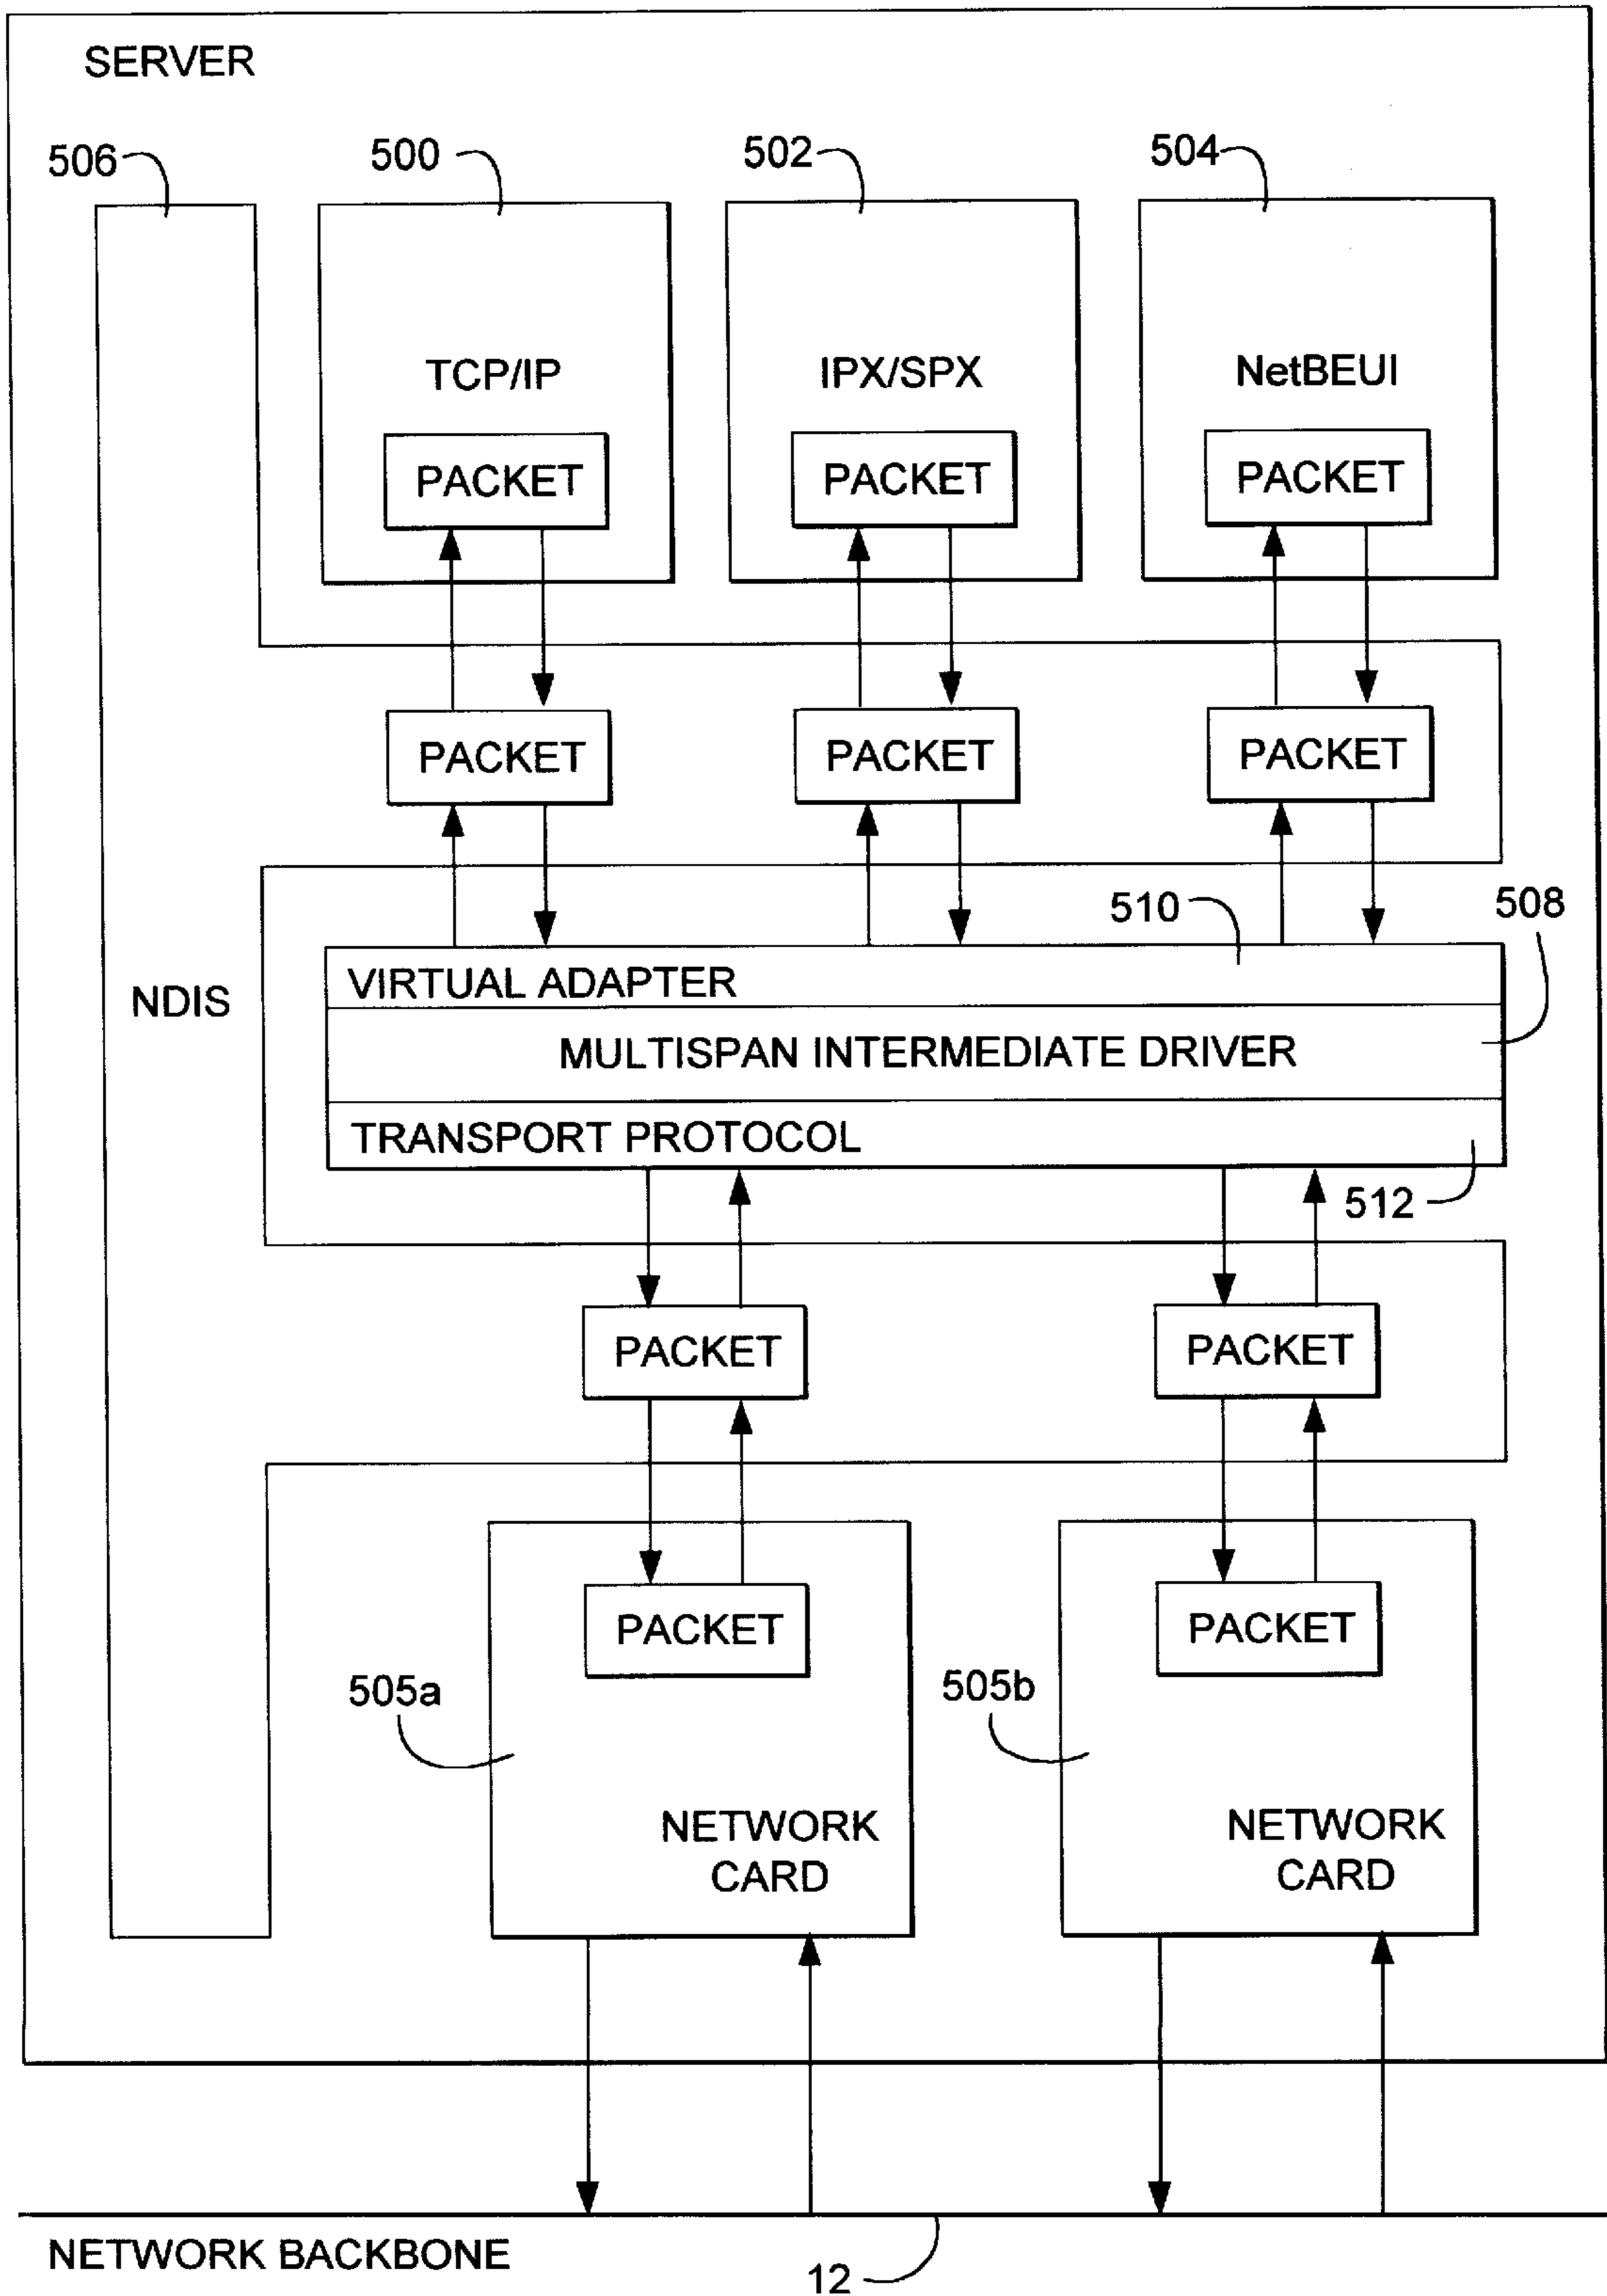 SERVER
506
500
502
504
TCP/IP
IPX/SPX
NetBEUI
PACKET
PACKET
PACKET
PACKET
PACKET
PACKET
510
508
VIRTUAL ADAPTER
NDIS
MULTISPAN INTERMEDIATE DRIVER
TRANSPORT PROTOCOL
512
PACKET
PACKET
PACKET
PACKET
505a
505b
NETWORK
CARD
NETWORK
CARD
NETWORK BACKBONE
12